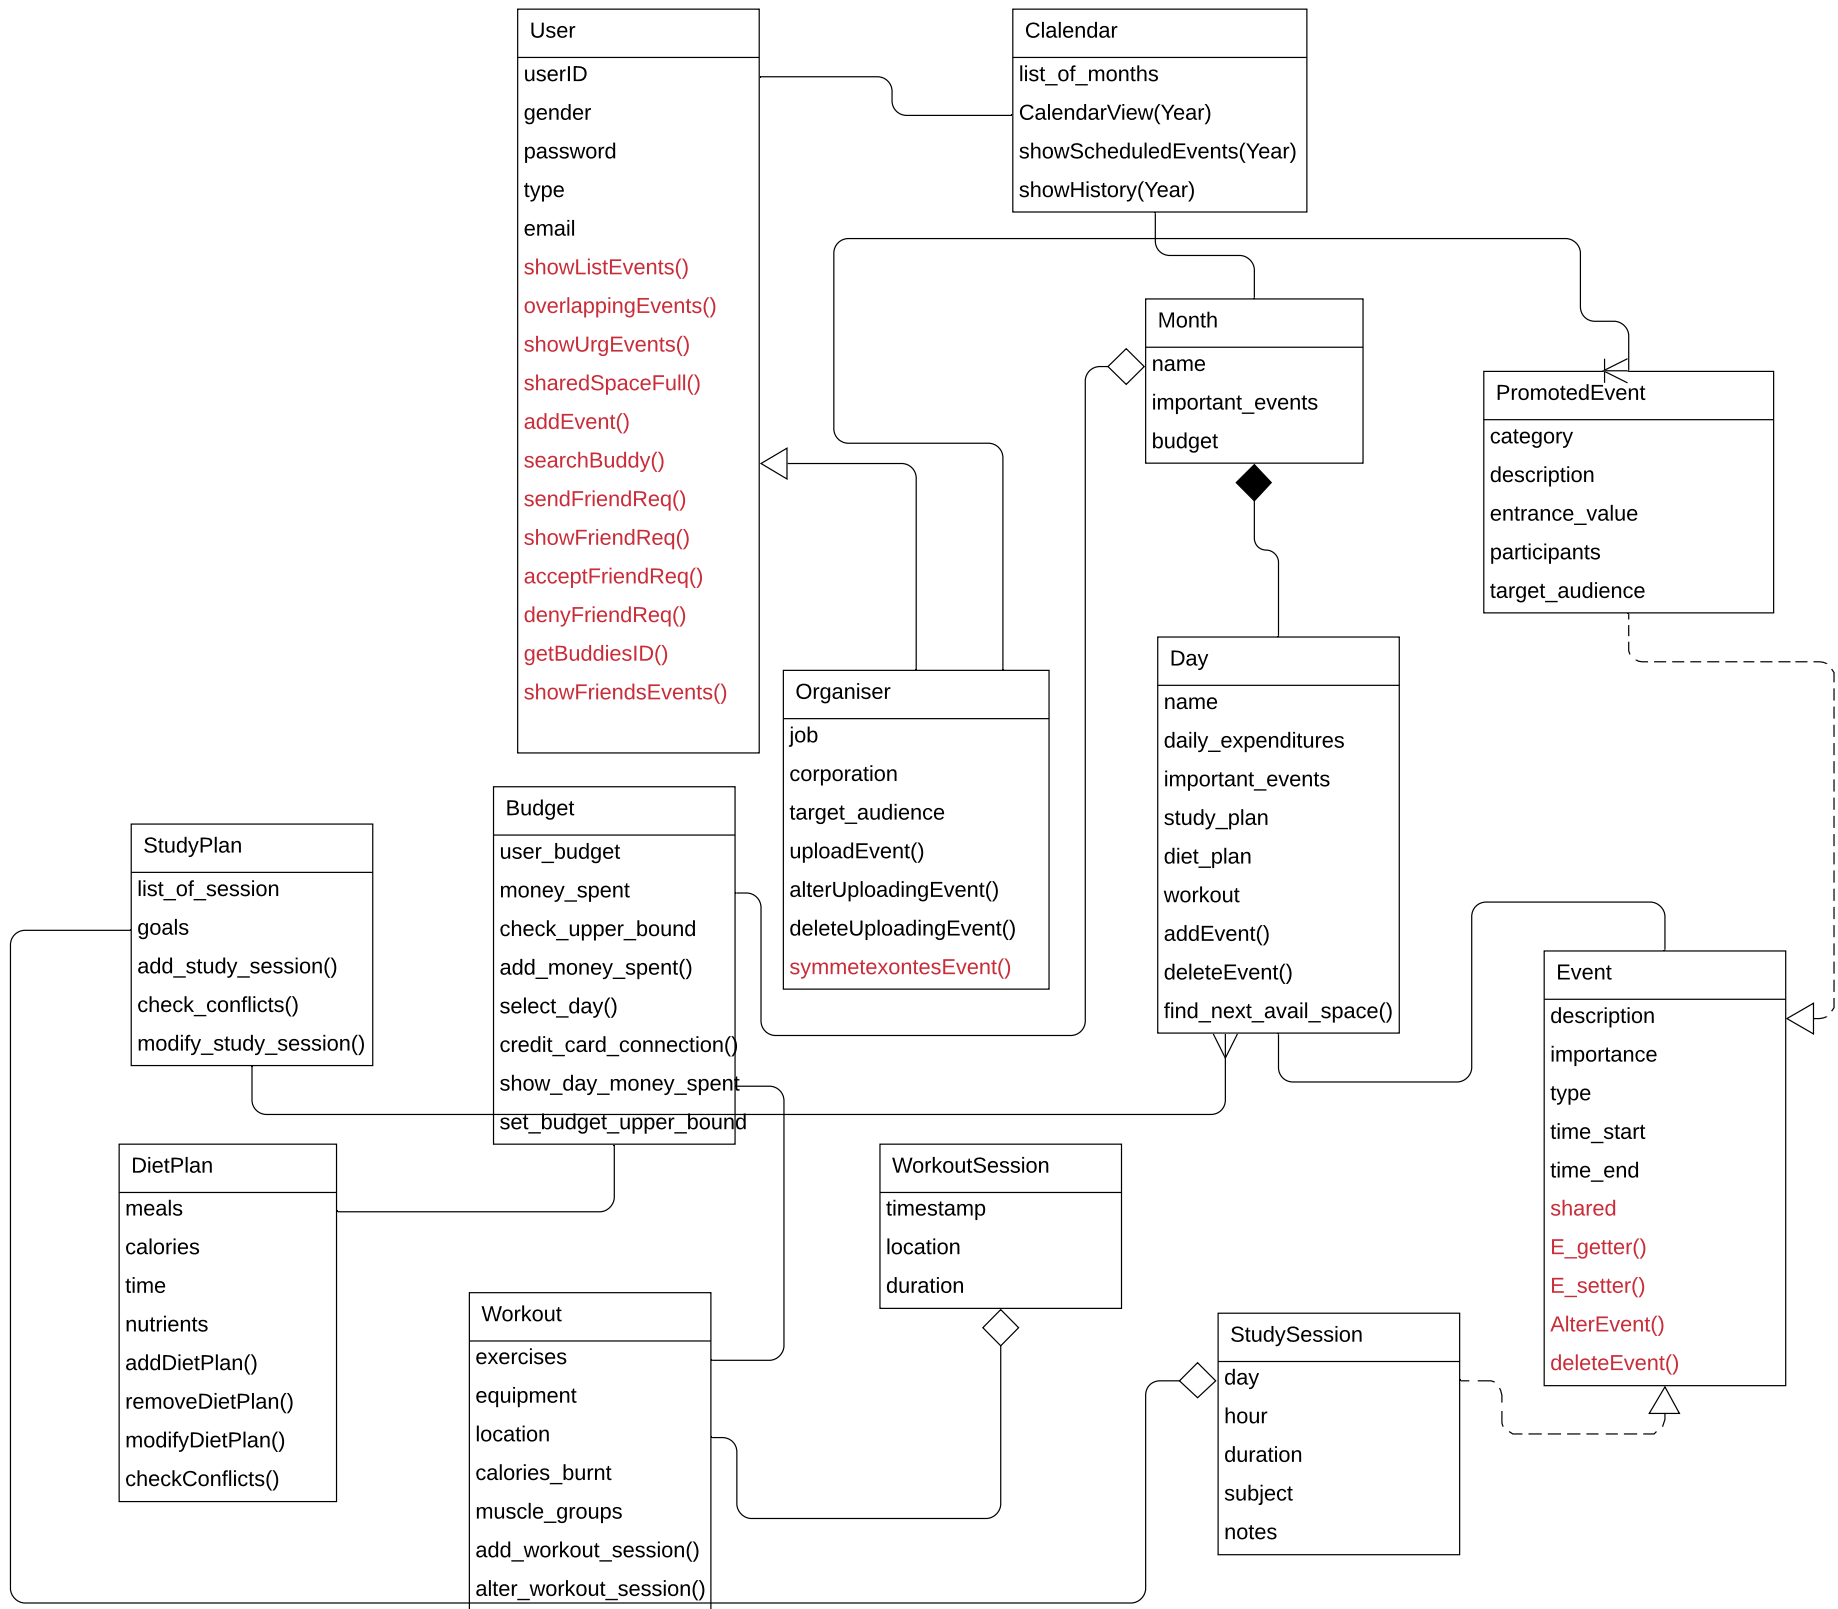 User
userID
gender
password
type
email
showListEvents()
overlappingEvents()
showUrgEvents()
sharedSpaceFull()
addEvent()
searchBuddy()
sendFriendReq()
showFriendReq()
acceptFriendReq()
denyFriendReq()
getBuddiesID()
showFriendsEvents()
Clalendar
list_of_months
CalendarView(Year)
showScheduledEvents(Year)
showHistory(Year)
Month
name
important_events
budget
PromotedEvent
category
description
entrance_value
participants
target_audience
Organiser
job
corporation
target_audience
uploadEvent()
alterUploadingEvent()
deleteUploadingEvent()
symmetexontesEvent()
Day
name
daily_expenditures
important_events
study_plan
diet_plan
workout
addEvent()
deleteEvent()
find_next_avail_space()
Budget
user_budget
money_spent
check_upper_bound
add_money_spent()
select_day()
credit_card_connection()
show_day_money_spent
set_budget_upper_bound
StudyPlan
list_of_session
goals
add_study_session()
check_conflicts()
modify_study_session()
Event
description
importance
type
time_start
time_end
shared
E_getter()
E_setter()
AlterEvent()
deleteEvent()
DietPlan
meals
calories
time
nutrients
addDietPlan()
removeDietPlan()
modifyDietPlan()
checkConflicts()
WorkoutSession
timestamp
location
duration
Workout
exercises
equipment
location
calories_burnt
muscle_groups
add_workout_session()
alter_workout_session()
StudySession
day
hour
duration
subject
notes